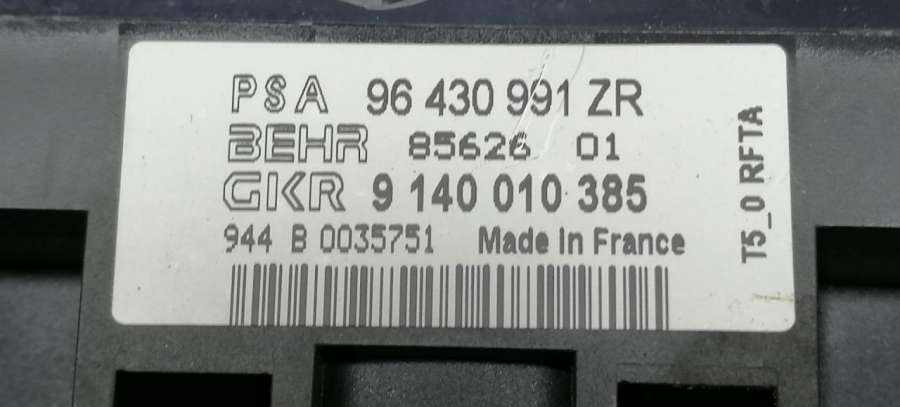 PSA 96 430 991 ZR
BEHR 85626 01
GKR 9 140 010 385
944 B 0035751 Made In France
T5_0 RFTA